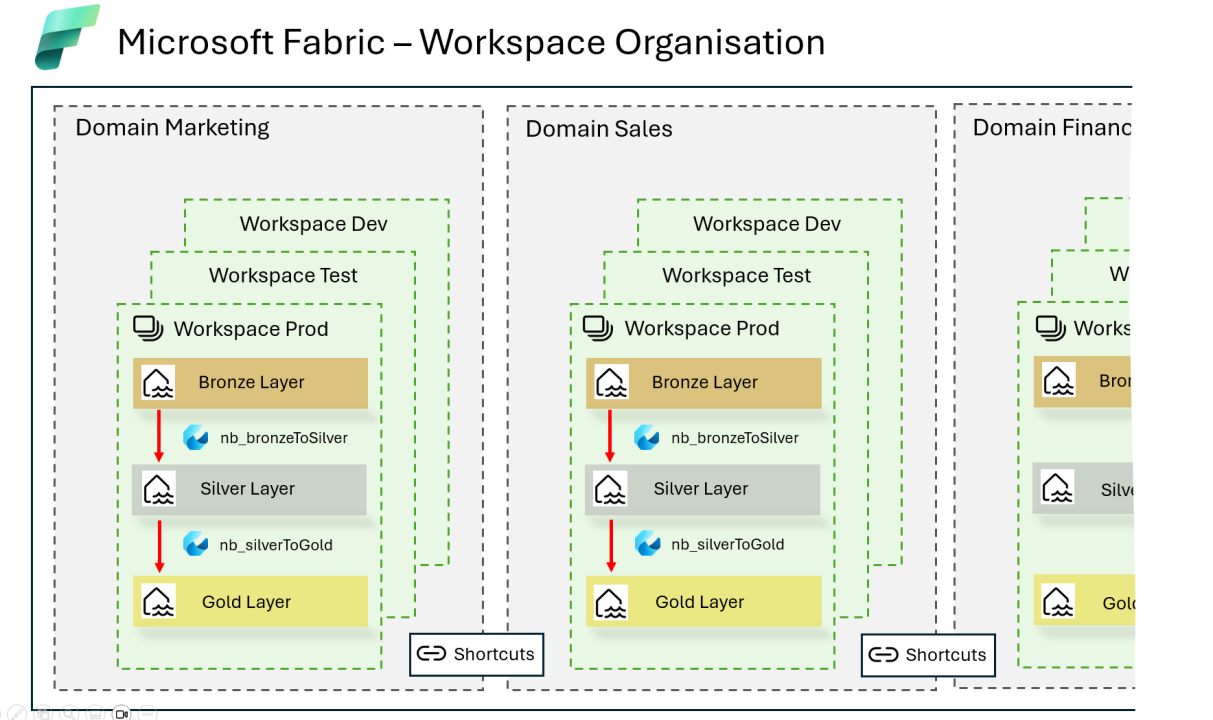 Microsoft Fabric – Workspace Organisation
Domain Marketing
Workspace Dev
Workspace Test
Workspace Prod
Bronze Layer
nb_bronzeToSilver
Silver Layer
nb_silverToGold
Gold Layer
Shortcuts
Domain Sales
Workspace Dev
Workspace Test
Workspace Prod
Bronze Layer
nb_bronzeToSilver
Silver Layer
nb_silverToGold
Gold Layer
Shortcuts
Domain Financ
W
Works
Bron
Silve
Gold